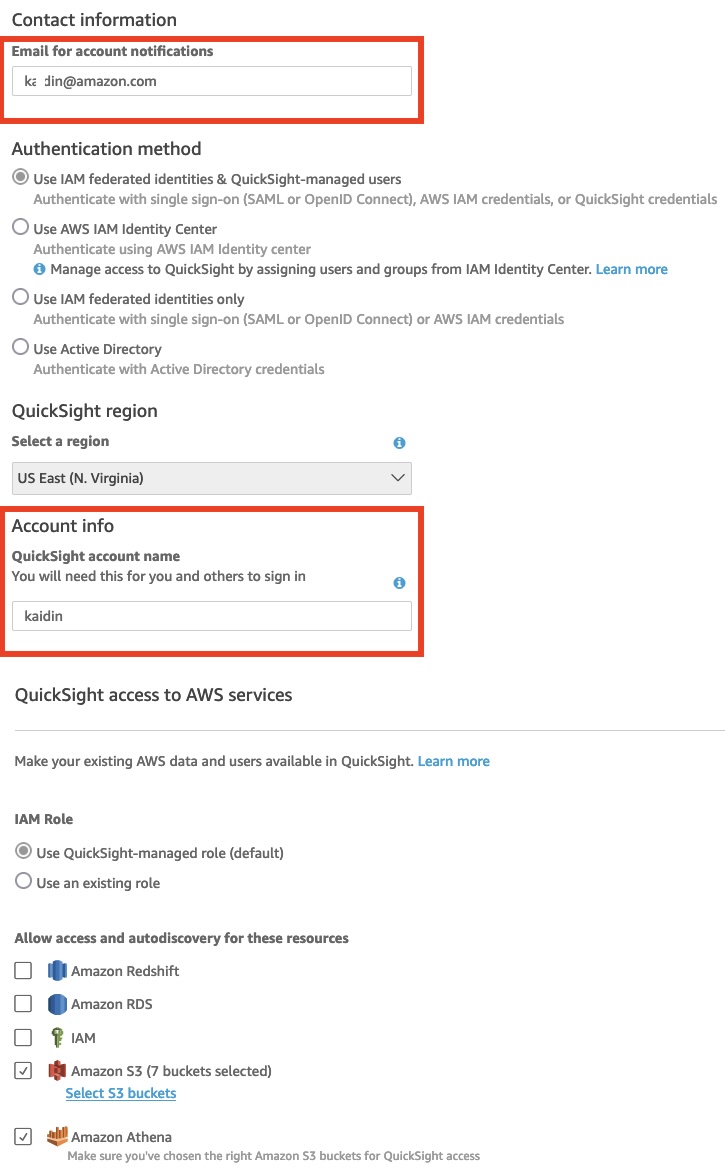 Contact information
Email for account notifications
ka din@amazon.com
Authentication method
Use IAM federated identities & QuickSight-managed users
Authenticate with single sign-on (SAML or OpenID Connect), AWS IAM credentials, or QuickSight credentials
Use AWS IAM Identity Center
Authenticate using AWS IAM Identity center
Manage access to QuickSight by assigning users and groups from IAM Identity Center. Learn more
Use IAM federated identities only
Authenticate with single sign-on (SAML or OpenID Connect) or AWS IAM credentials
Use Active Directory
Authenticate with Active Directory credentials
QuickSight region
Select a region
US East (N. Virginia)
Account info
QuickSight account name
You will need this for you and others to sign in
kaidin
QuickSight access to AWS services
Make your existing AWS data and users available in QuickSight. Learn more
IAM Role
Use QuickSight-managed role (default)
Use an existing role
Allow access and autodiscovery for these resources
Amazon Redshift
Amazon RDS
IAM
Amazon S3 (7 buckets selected)
Select S3 buckets
Amazon Athena
Make sure you've chosen the right Amazon S3 buckets for QuickSight access